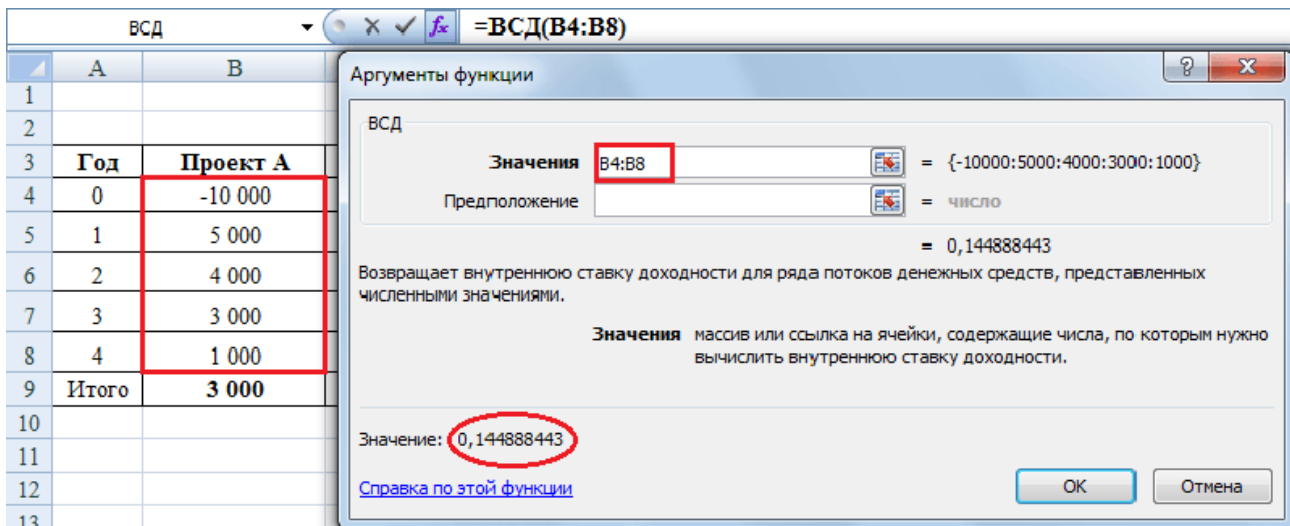 ВСД =ВСД(B4:B8)
A B
Аргументы функции
1
2
ВСД
3 Год Проект А
Значения B4:B8 = {-10000:5000:4000:3000:1000}
4 0 -10 000
Предположение = число
5 1 5 000
= 0,144888443
6 2 4 000
Возвращает внутреннюю ставку доходности для ряда потоков денежных средств, представленных
численными значениями.
7 3 3 000
Значения массив или ссылка на ячейки, содержащие числа, по которым нужно
вычислить внутреннюю ставку доходности.
8 4 1 000
9 Итого 3 000
10
Значение: 0,144888443
11
12
Справка по этой функции
OK Отмена
13